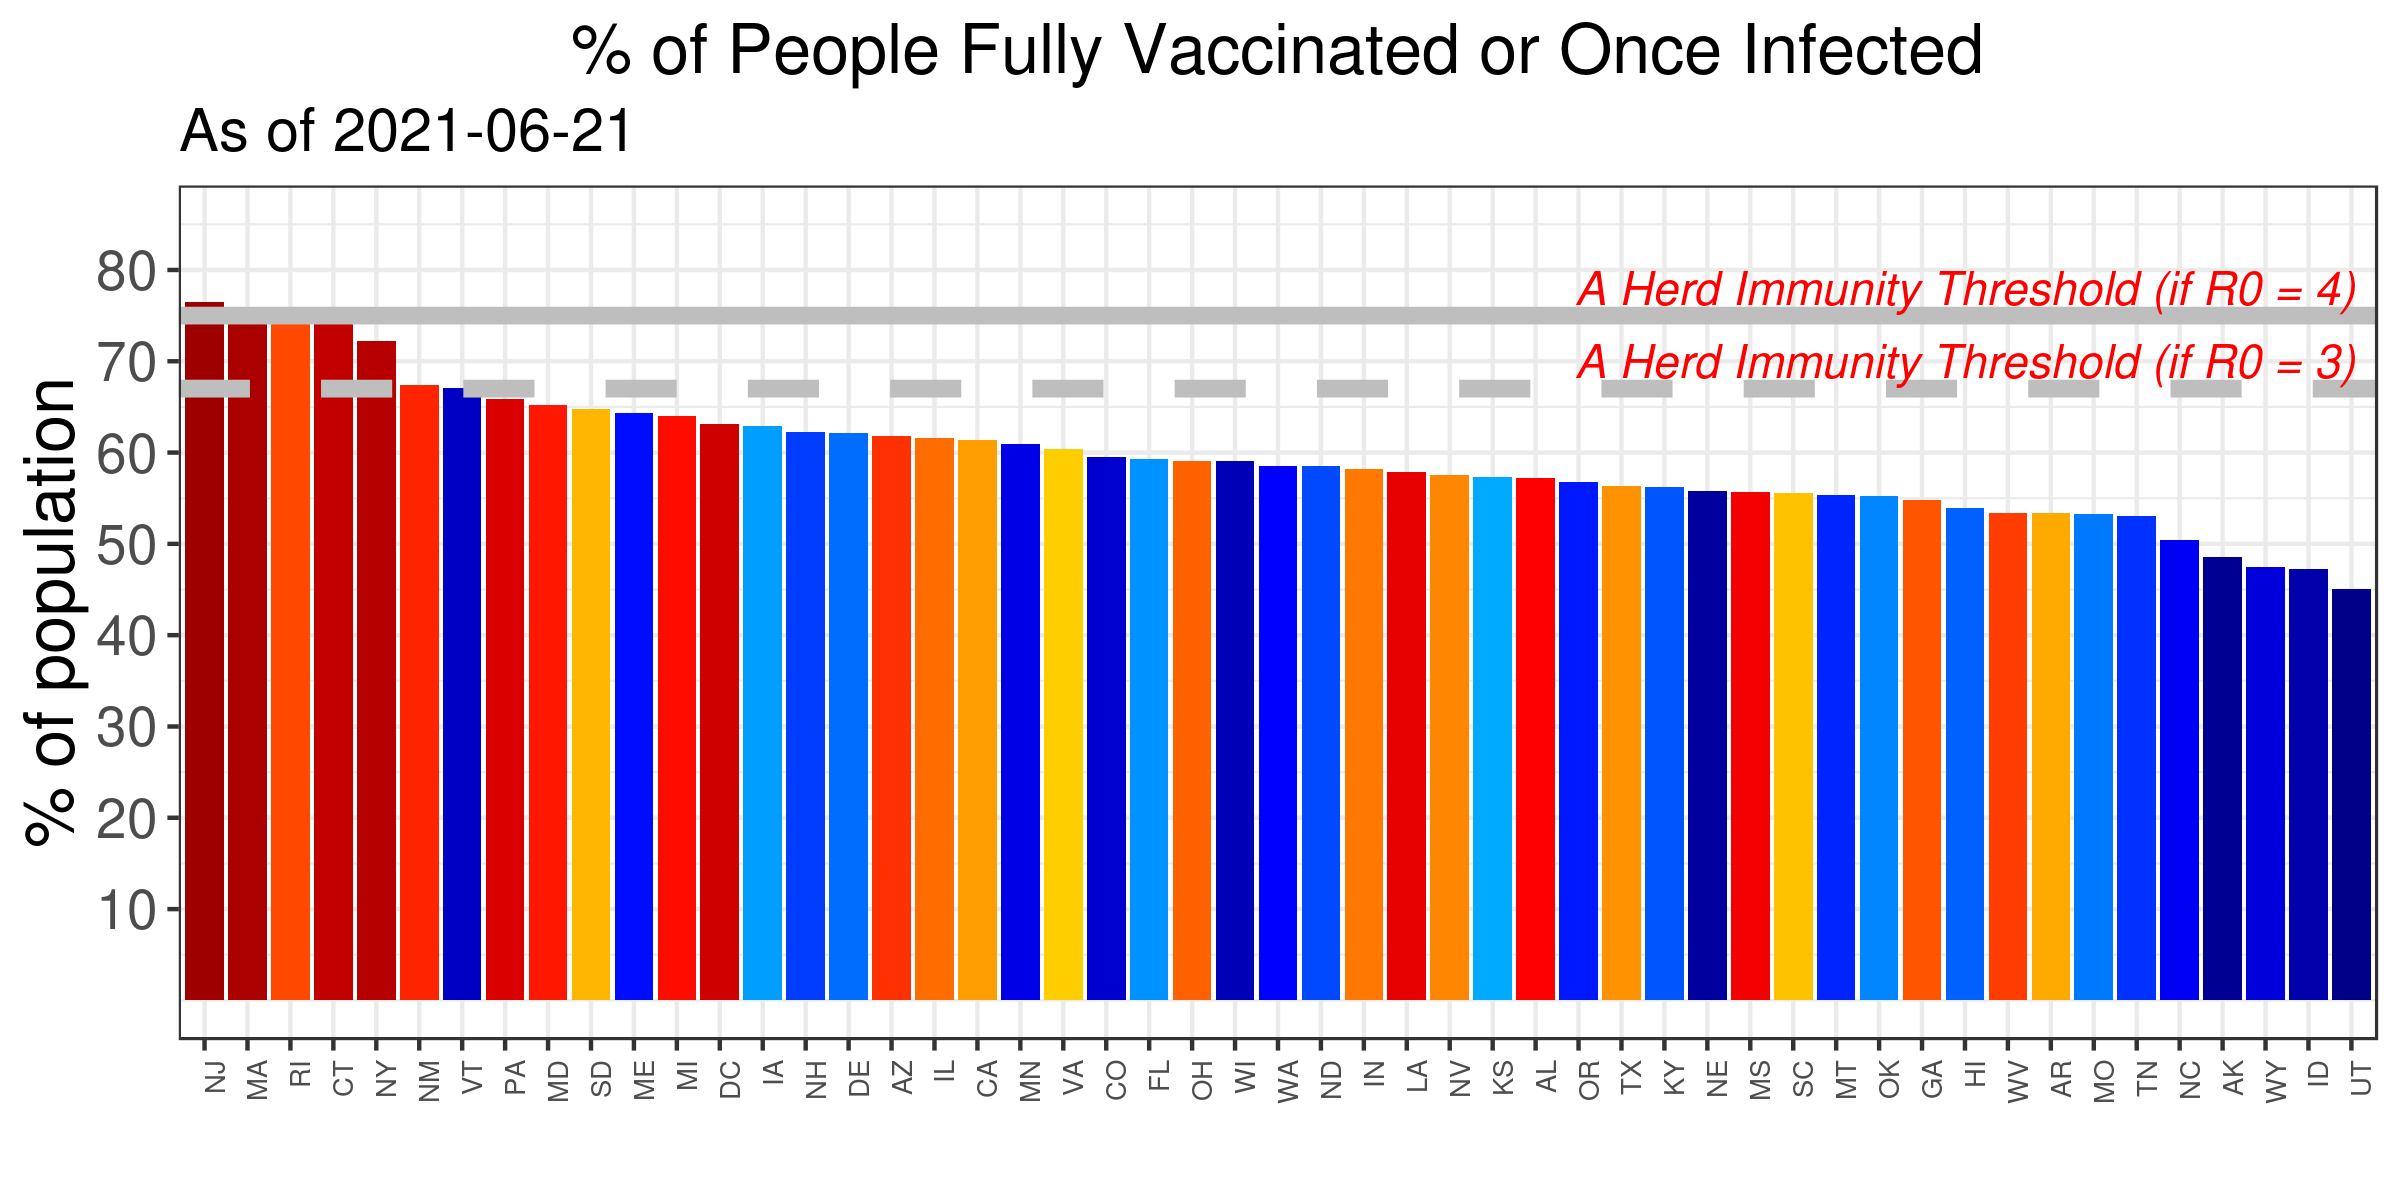 % of People Fully Vaccinated or Once Infected
As of 2021-06-21
% of population
80
70
60
50
40
30
20
10
A Herd Immunity Threshold (if R0 = 4)
A Herd Immunity Threshold (if R0 = 3)
NJ MA RI CT NY NM VT PA MD SD ME MI DC IA NH DE AZ IL CA MN VA CO FL OH WI WA ND IN LA NV KS AL OR TX KY NE MS SC MT OK GA HI WV AR MO TN NC AK WY ID UT